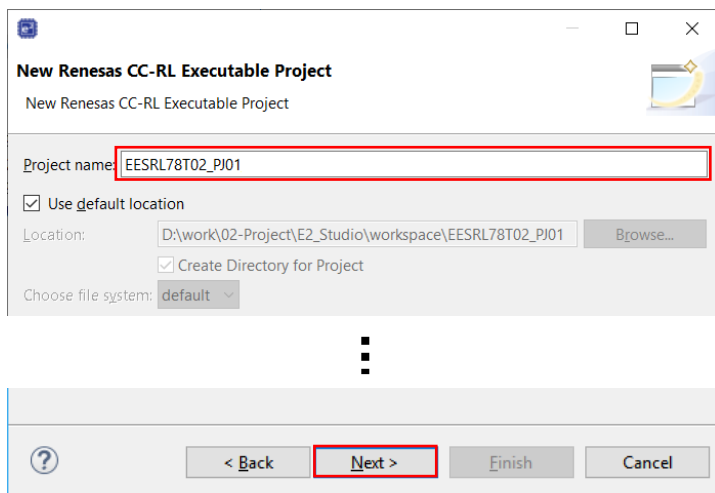 New Renesas CC-RL Executable Project
New Renesas CC-RL Executable Project
Project name: EESRL78T02_PJ01
Use default location
Location: D:\work\02-Project\E2_Studio\workspace\EESRL78T02_PJ01 Browse...
Create Directory for Project
Choose file system: default
? < Back Next > Finish Cancel